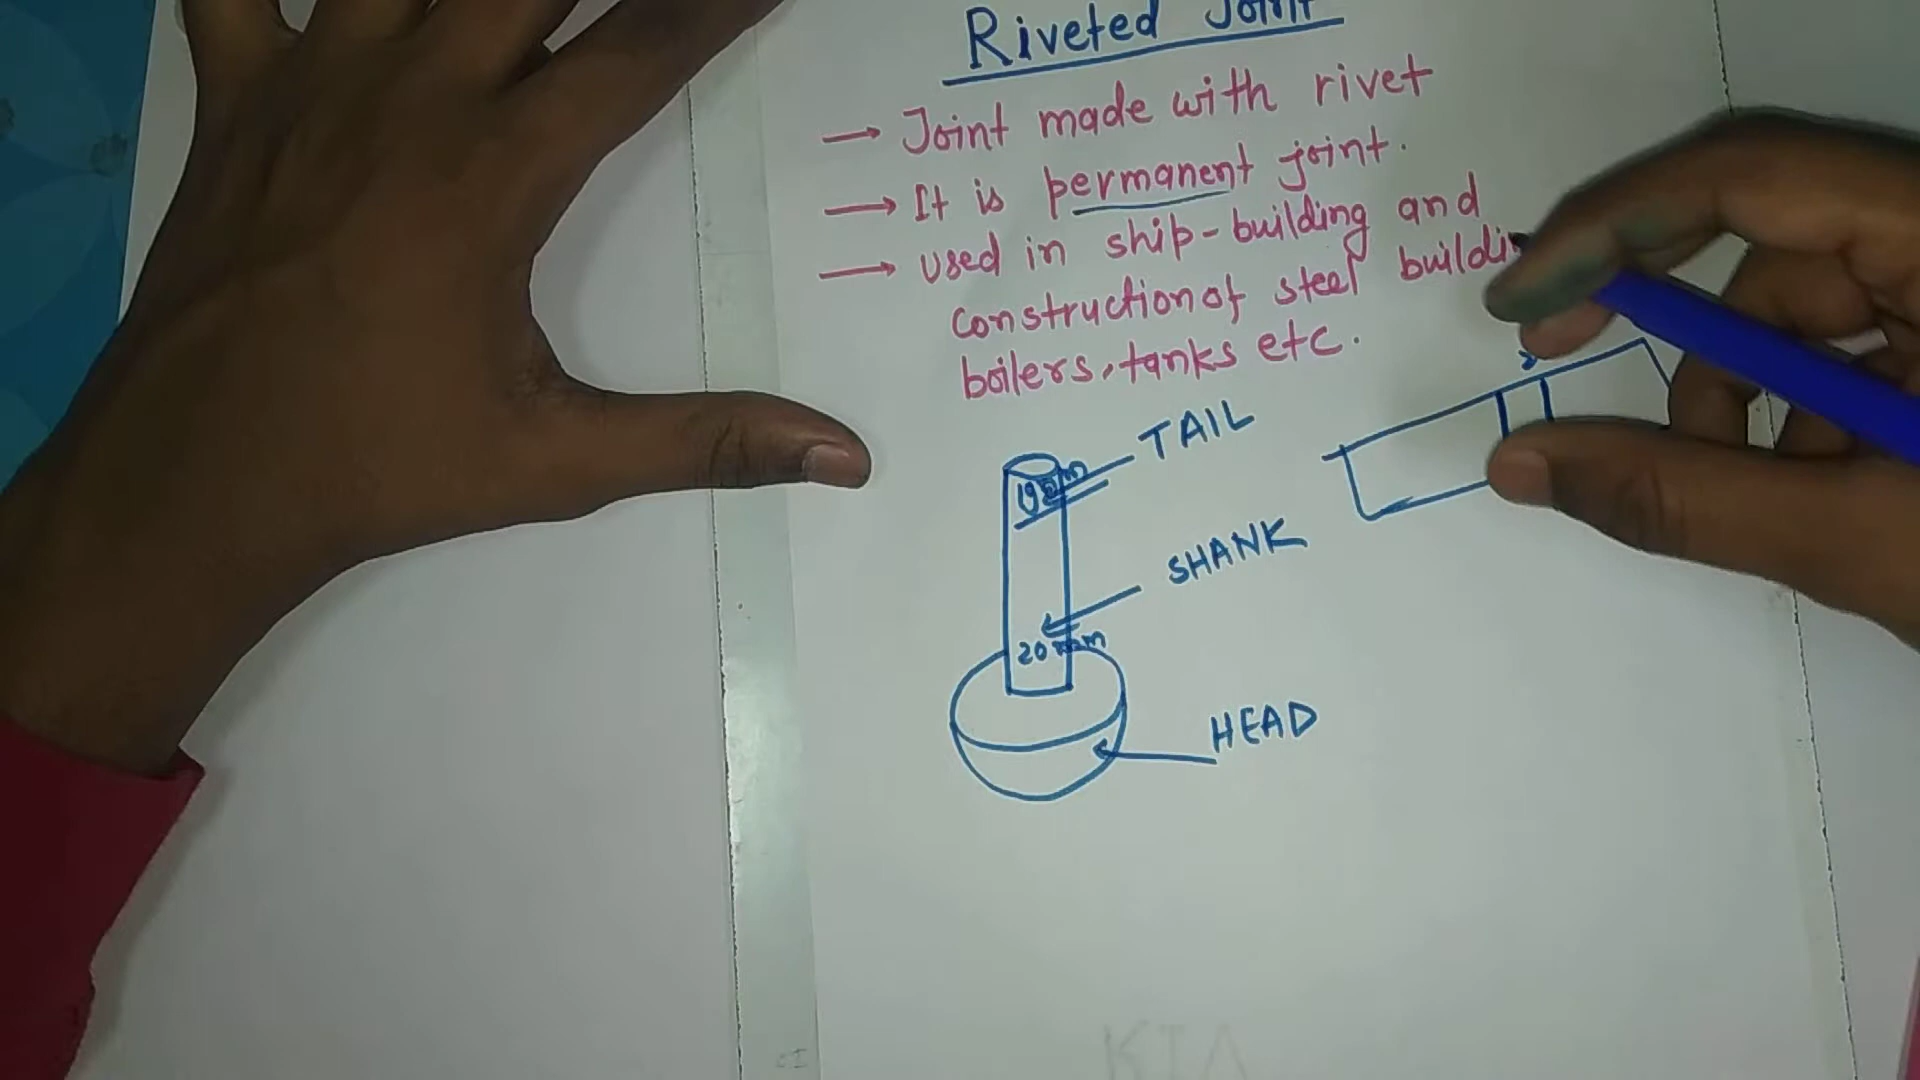 Riveted Joint
→ Joint made with rivet
→ It is permanent joint.
→ used in ship-building and
construction of steel
boilers, tanks etc.
TAIL
SHANK
20 mm
HEAD